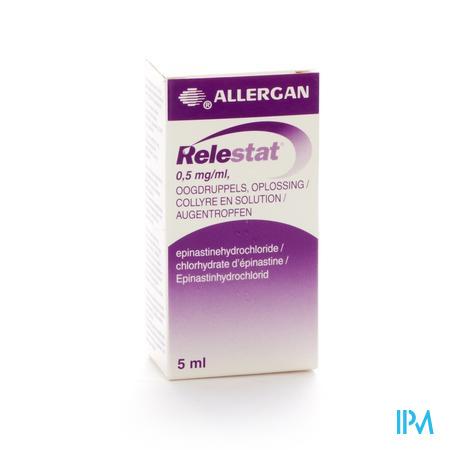 ® ALLERGAN
Relestat®
0,5 mg/ml,
OOGDRUPPELS, OPLOSSING /
COLLYRE EN SOLUTION /
AUGENTROPFEN
epinastinehydrochloride /
chlorhydrate d'épinastine /
Epinastinhydrochlorid
5 ml
IPM